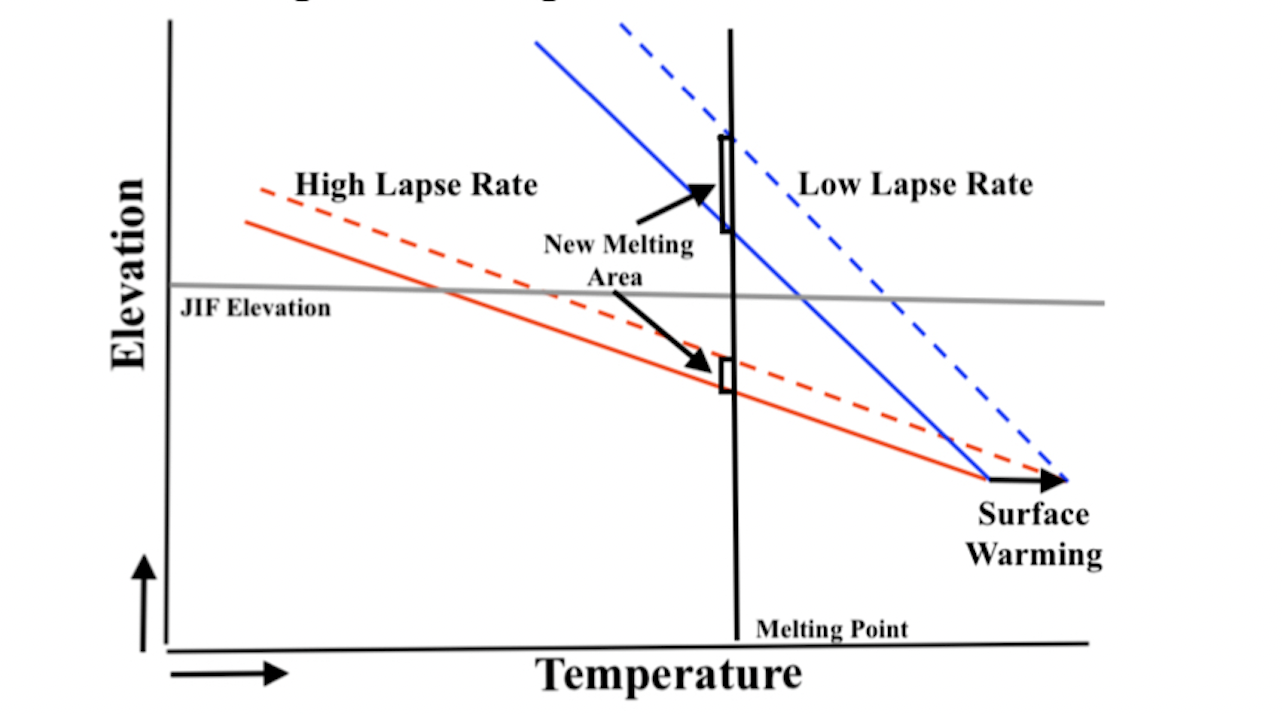 High Lapse Rate
Low Lapse Rate
New Melting
Area
JIF Elevation
Elevation
Surface
Warming
Melting Point
Temperature